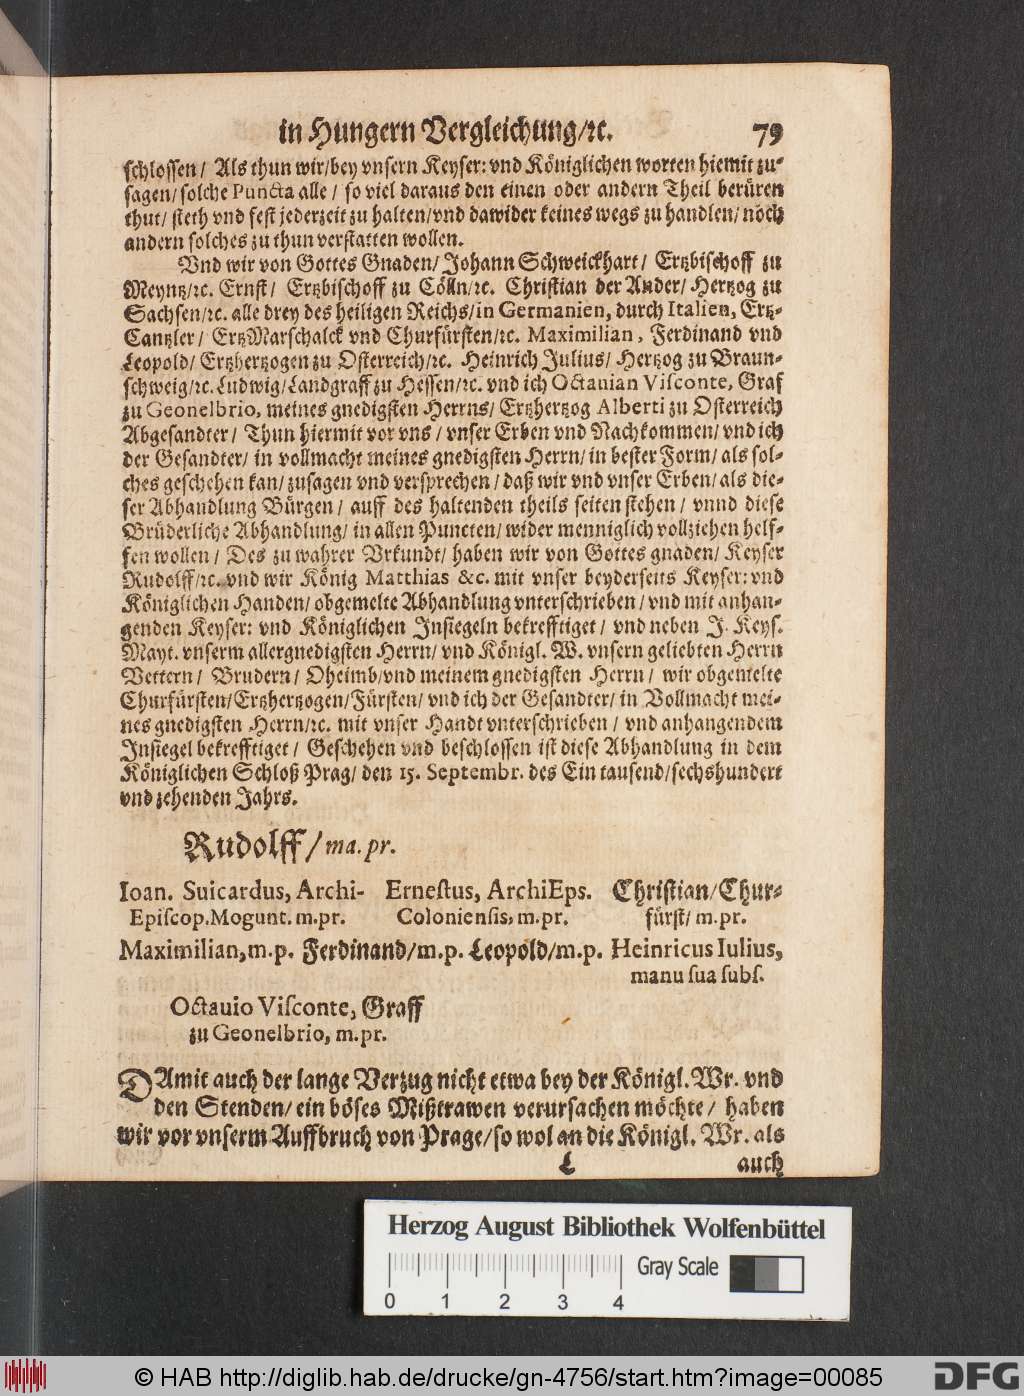 in Hungern Vergleichung/ꝛc. 79
schlossen / Als thun wir/bey vnsern Keyser: vnd Königlichen worten hiemit zu-
sagen/ solche Puncta alle / so viel daraus den einen oder andern Theil berüren
thut/ steth vnd fest jederzeit zu halten/vnd dawider keines wegs zu handlen/ noch
andern solches zu thun verstatten wollen.
Vnd wir von Gottes Gnaden/ Johann Schweickhart/ Ertzbischoff zu
Meyntz/ꝛc. Ernst/ Ertzbischoff zu Cölln/ꝛc. Christian der Ander/ Hertzog zu
Sachsen/ꝛc. alle drey des heiligen Reichs/in Germanien, durch Italien, Ertz-
Cantzler/ ErtzMarschalck vnd Churfürsten/ꝛc. Maximilian, Ferdinand vnd
Leopold/ Ertzhertzogen zu Osterreich/ꝛc. Heinrich Julius/ Hertzog zu Braun-
schweig/ꝛc. Ludwig/Landgraff zu Hessen/ꝛc. vnd ich Octauian Viſconte, Graf
zu Geonelbrio, meines gnedigsten Herrns/ Ertzhertzog Alberti zu Osterreich
Abgesandter/ Thun hiermit vor vns / vnser Erben vnd Nachkommen/ vnd ich
der Gesandter/ in vollmacht meines gnedigsten Herrn/ in bester Form/ als sol-
ches geschehen kan/ zusagen vnd versprechen/ daß wir vnd vnser Erben/ als die-
ser Abhandlung Bürgen / auff des haltenden theils seiten stehen / vnnd diese
Brüderliche Abhandlung/ in allen Puncten/ wider menniglich vollziehen helf-
fen wollen / Des zu wahrer Vrkundt/ haben wir von Gottes gnaden/ Keyser
Rudolff/ꝛc. vnd wir König Matthias &c. mit vnser beyderseits Keyser: vnd
Königlichen Handen/ obgemelte Abhandlung vnterschrieben / vnd mit anhan-
genden Keyser: vnd Königlichen Insiegeln bekrefftiget / vnd neben J. Keys.
Mayt. vnserm allergnedigsten Herrn/ vnd Königl. W. vnsern geliebten Herrn
Vettern / Brudern / Oheimb/vnd meinem gnedigsten Herrn / wir obgemelte
Churfürsten/Ertzhertzogen/Fürsten/ vnd ich der Gesandter/ in Vollmacht mei-
nes gnedigsten Herrn/ꝛc. mit vnser Handt vnterschrieben / vnd anhangendem
Insiegel bekrefftiget / Geschehen vnd beschlossen ist diese Abhandlung in dem
Königlichen Schloß Prag/ den 15. Septembr. des Ein tausend/sechshundert
vnd zehenden Jahrs.
Rudolff/ ma. pr.
Ioan. Suicardus, Archi- Erneſtus, ArchiEps. Christian/Chur-
Epiſcop. Mogunt. m.pr. Colonienſis, m.pr. fürst/ m.pr.
Maximilian, m.p. Ferdinand/m.p. Leopold/m.p. Heinricus Iulius,
manu ſua ſubſ.
Octauio Viſconte, Graff
zu Geonelbrio, m.pr.
DAmit auch der lange Verzug nicht etwa bey der Königl. Wr. vnd
den Stenden/ ein böses Mißtrawen verursachen möchte / haben
wir vor vnserm Auffbruch von Prage/so wol an die Königl. Wr. als
L auch
Herzog August Bibliothek Wolfenbüttel
Gray Scale
0 1 2 3 4
© HAB http://diglib.hab.de/drucke/gn-4756/start.htm?image=00085
DFG